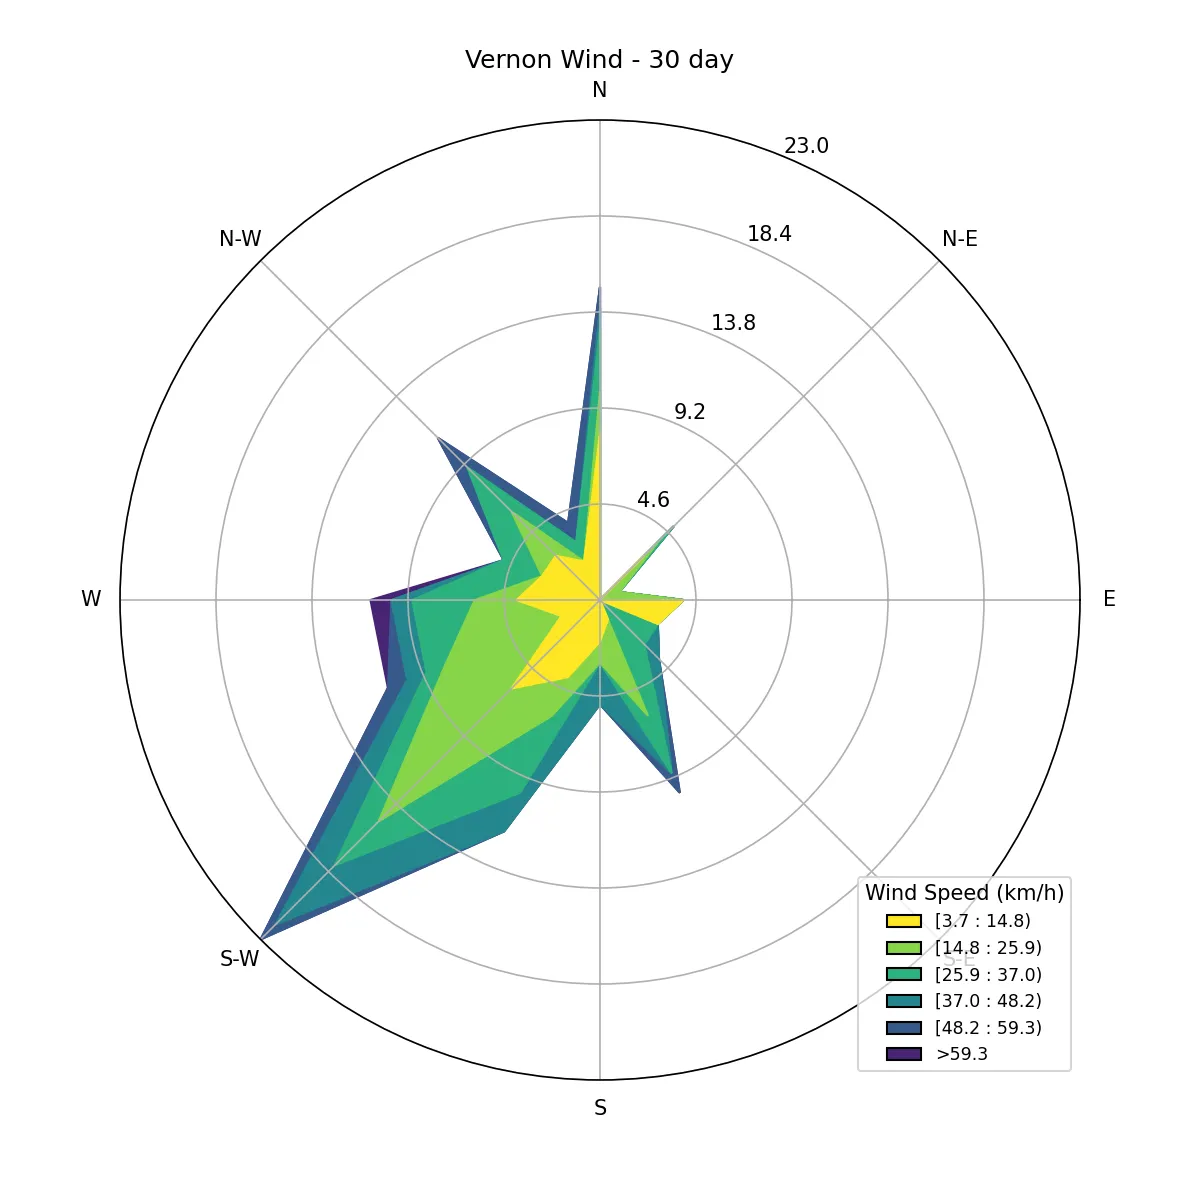 Vernon Wind - 30 day
N
23.0
18.4
N-W
N-E
13.8
9.2
4.6
W
E
S-W
S-E
S
Wind Speed (km/h)
[3.7 : 14.8)
[14.8 : 25.9)
[25.9 : 37.0)
[37.0 : 48.2)
[48.2 : 59.3)
>59.3